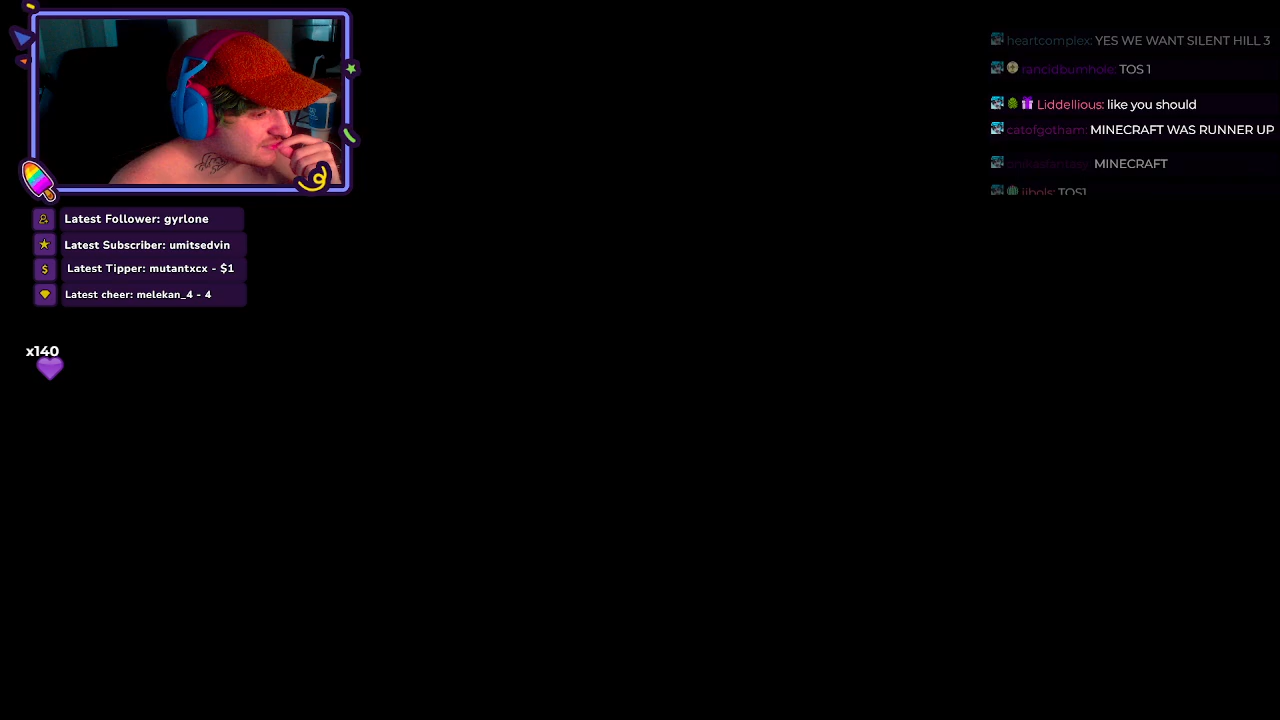 heartcomplex: YES WE WANT SILENT HILL 3
rancidbumhole: TOS 1
Liddellious: like you should
catofgotham: MINECRAFT WAS RUNNER UP
MINECRAFT
TOS1
Latest Follower: gyrlone
Latest Subscriber: umitsedvin
Latest Tipper: mutantxcx - $1
Latest cheer: melekan_4 - 4
x140